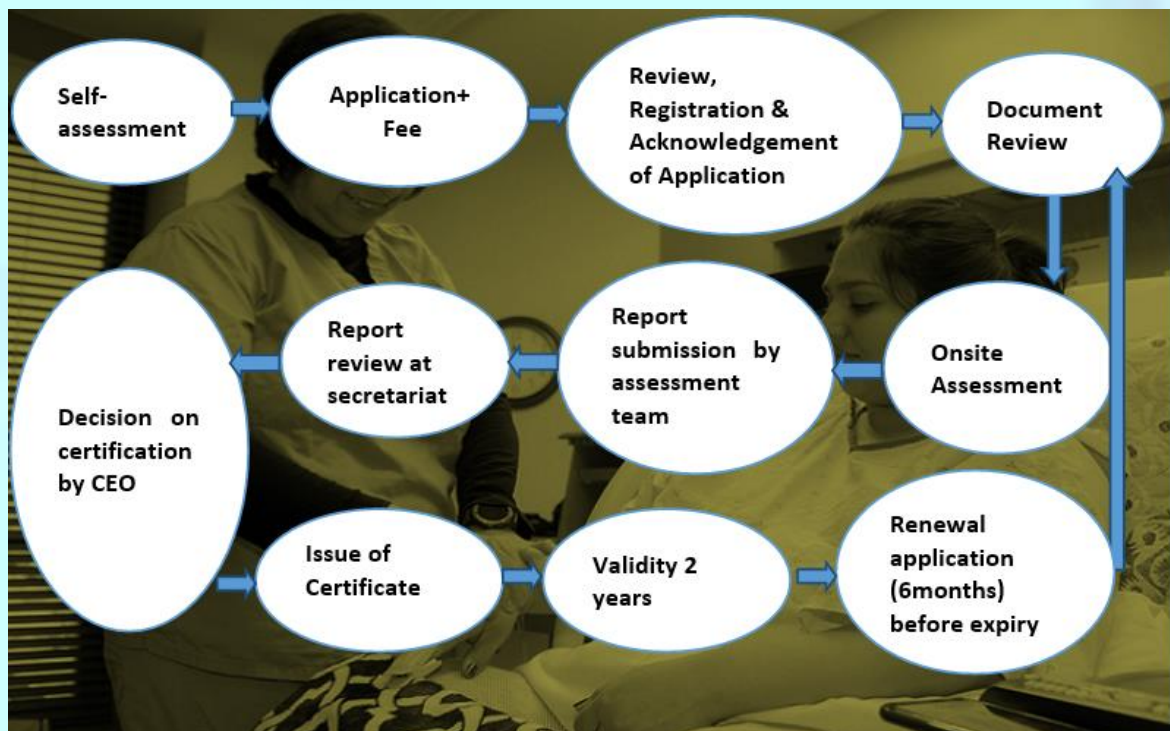 Self-
assessment
Application+
Fee
Review,
Registration &
Acknowledgement
of Application
Document
Review
Onsite
Assessment
Report
submission by
assessment
team
Report
review at
secretariat
Decision on
certification
by CEO
Issue of
Certificate
Validity 2
years
Renewal
application
(6months)
before expiry